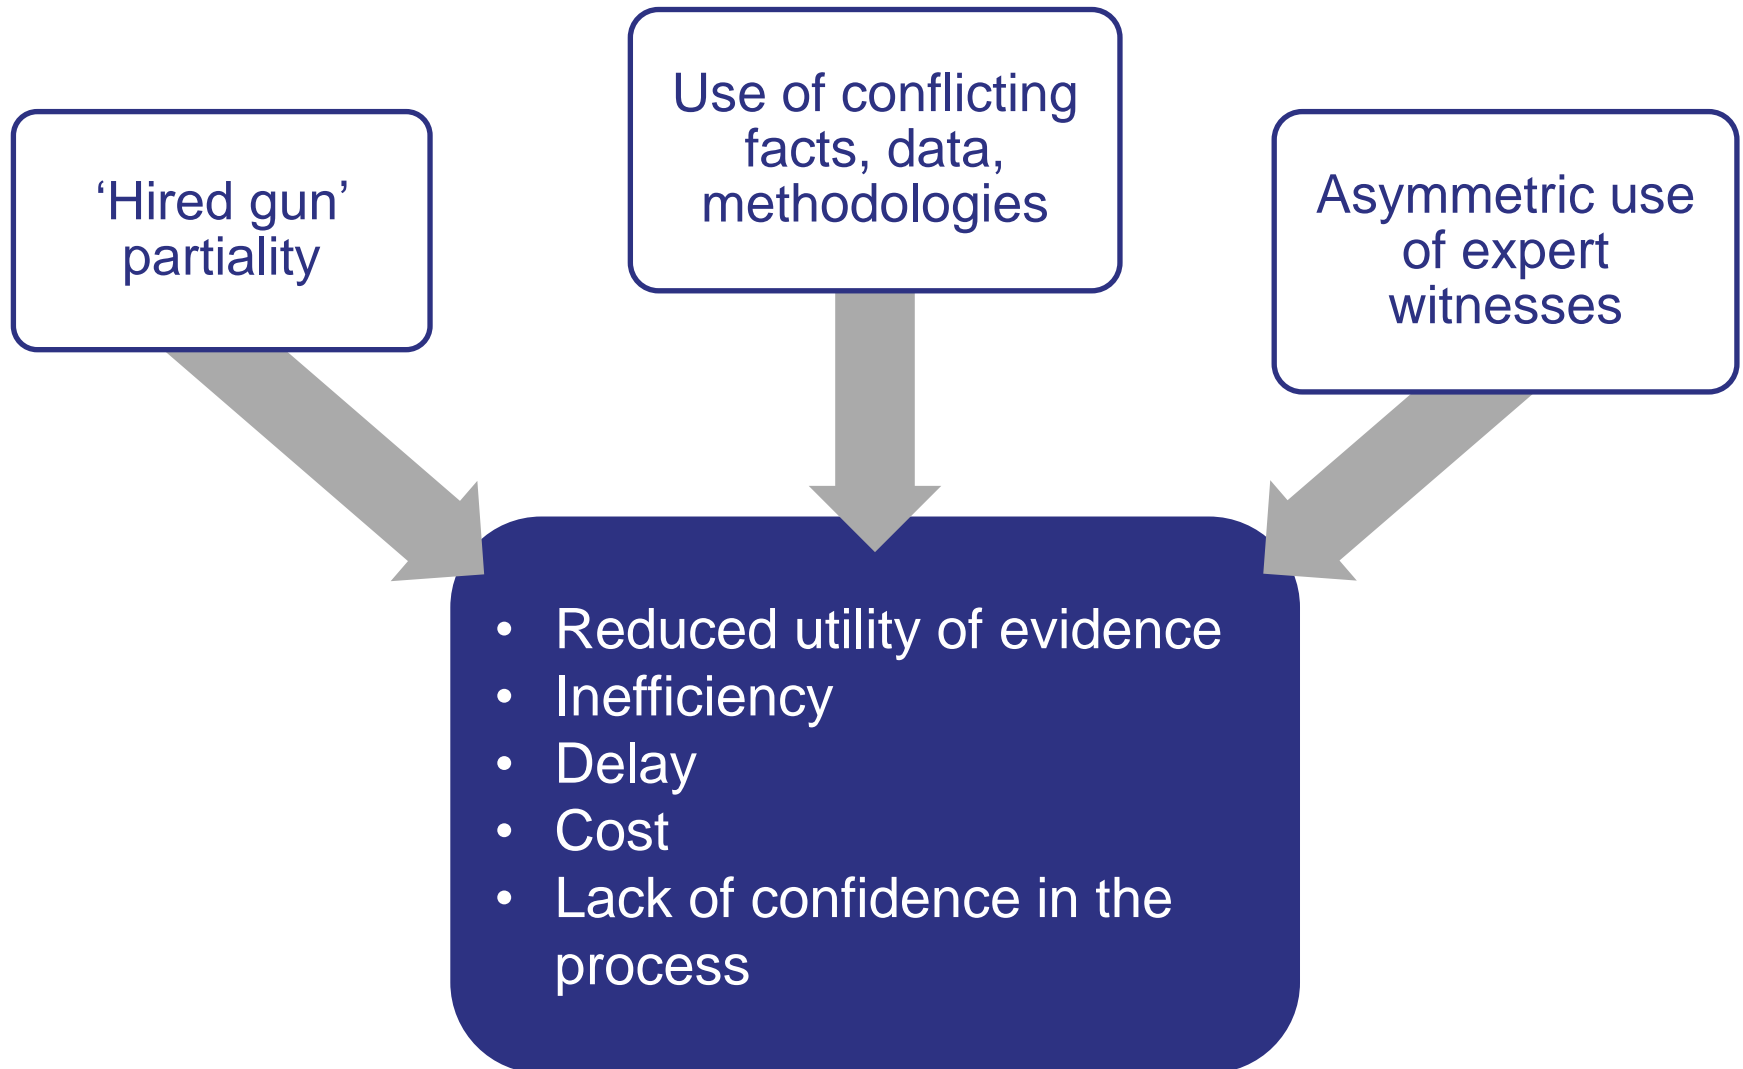 ‘Hired gun’
partiality
Use of conflicting
facts, data,
methodologies
Asymmetric use
of expert
witnesses
• Reduced utility of evidence
• Inefficiency
• Delay
• Cost
• Lack of confidence in the
process